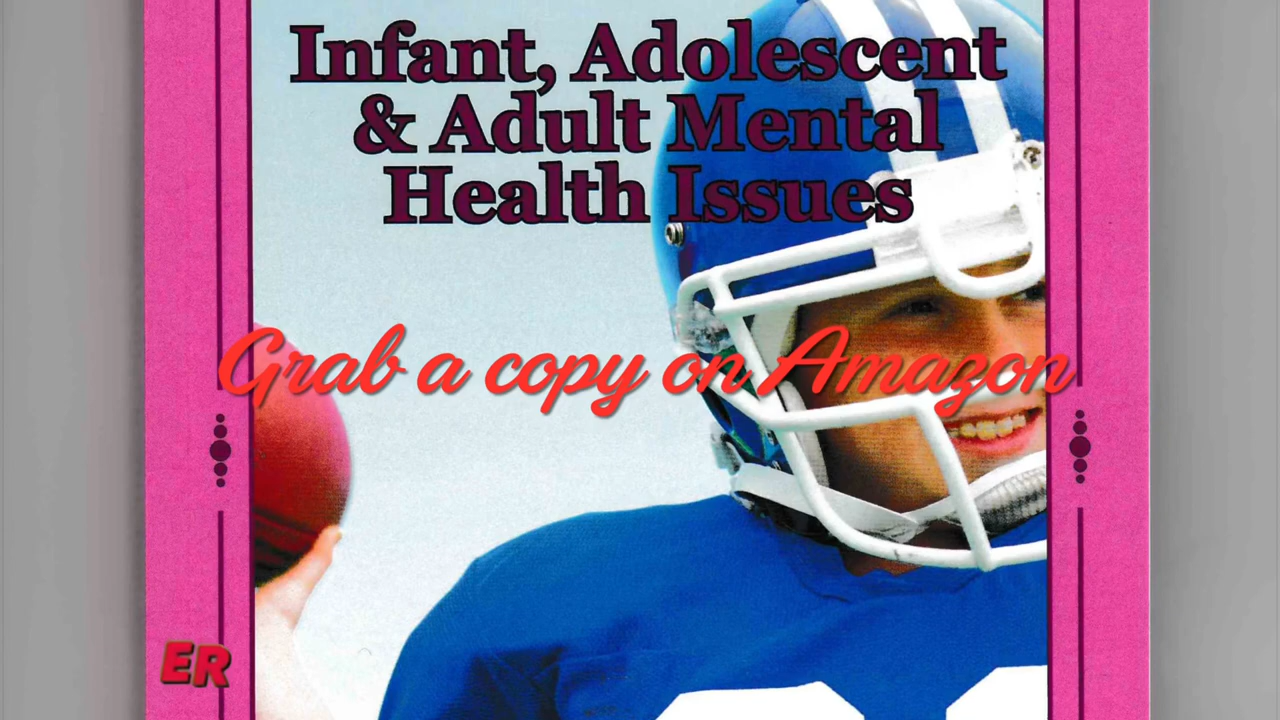 Infant, Adolescent
& Adult Mental
Health Issues
Grab a copy on Amazon
ER